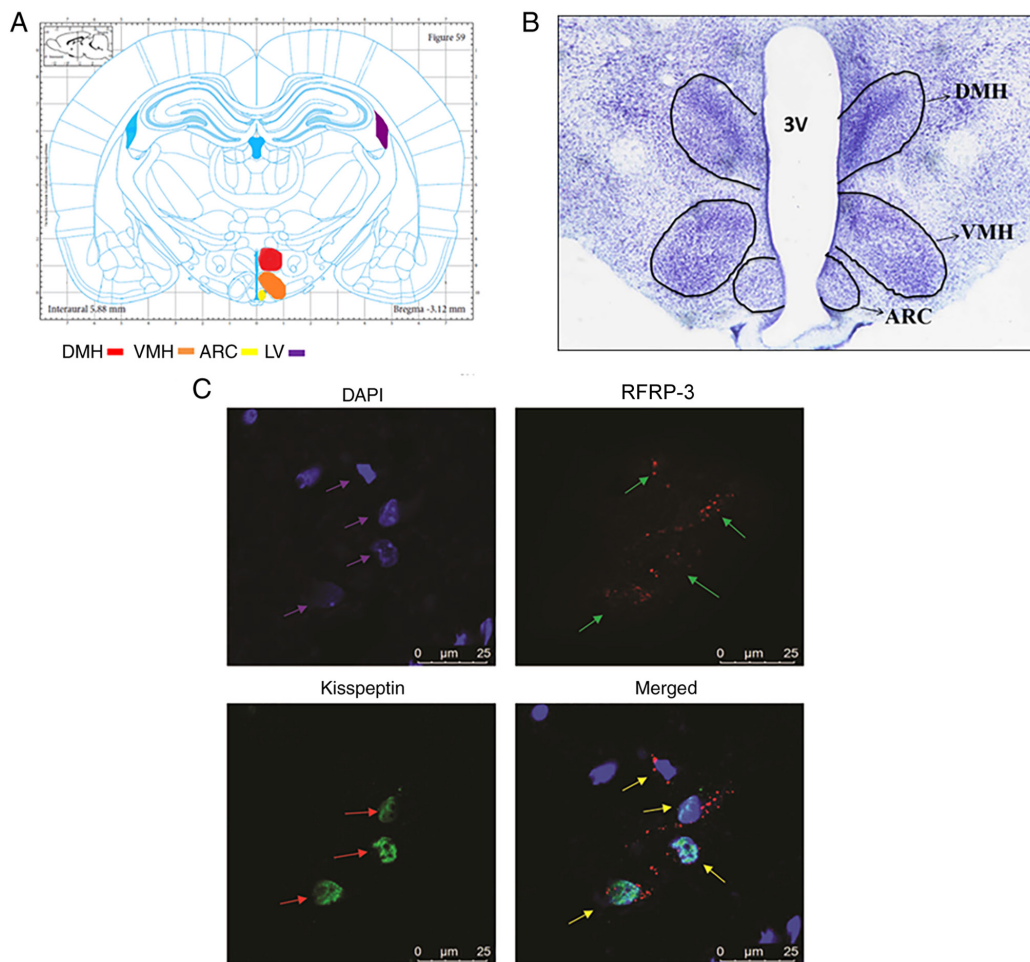 A
Figure 59
Interaural 5.88 mm
Bregma -3.12 mm
DMH VMH ARC LV
B
3V
DMH
VMH
ARC
C
DAPI
RFRP-3
0 µm 25
0 µm 25
Kisspeptin
Merged
0 µm 25
0 µm 25